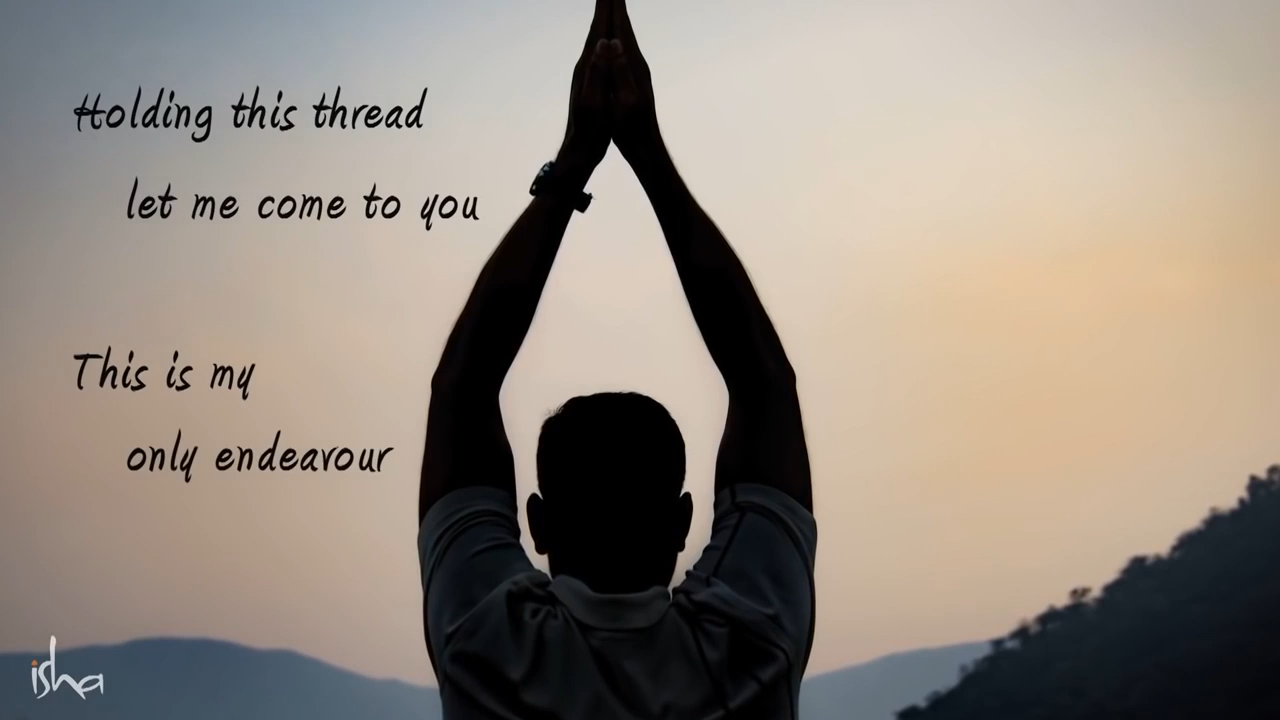 Holding this thread
let me come to you
This is my
only endeavour
isha